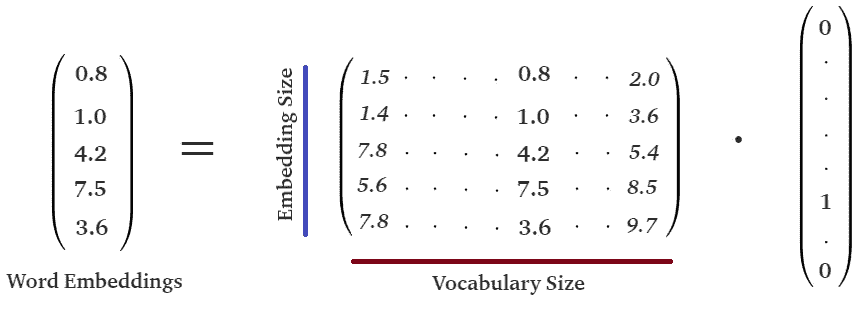 0.8
1.0
4.2
7.5
3.6
=
Embedding Size
1.5 . . . . 0.8 . . 2.0
1.4 . . . . 1.0 . . 3.6
7.8 . . . . 4.2 . . 5.4
5.6 . . . . 7.5 . . 8.5
7.8 . . . . 3.6 . . 9.7
·
0
.
.
.
.
1
.
0
Word Embeddings
Vocabulary Size